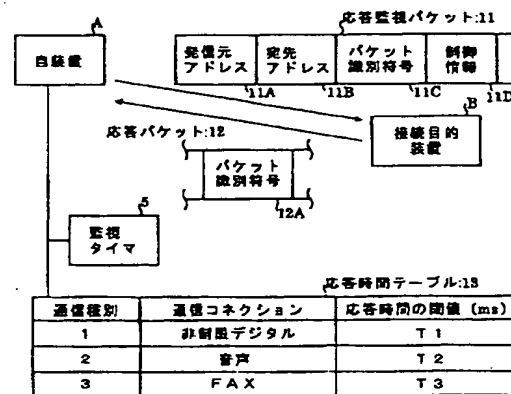 応答監視パケット:11
A
自装置
発信元アドレス
宛先アドレス
パケット識別符号
制御情報
11A
11B
11C
11D
B
接続目的装置
応答パケット:12
パケット識別符号
12A
5
監視タイマ
応答時間テーブル:13
通信種別 通信コネクション 応答時間の閾値 (ms)
1 非制限デジタル T1
2 音声 T2
3 FAX T3